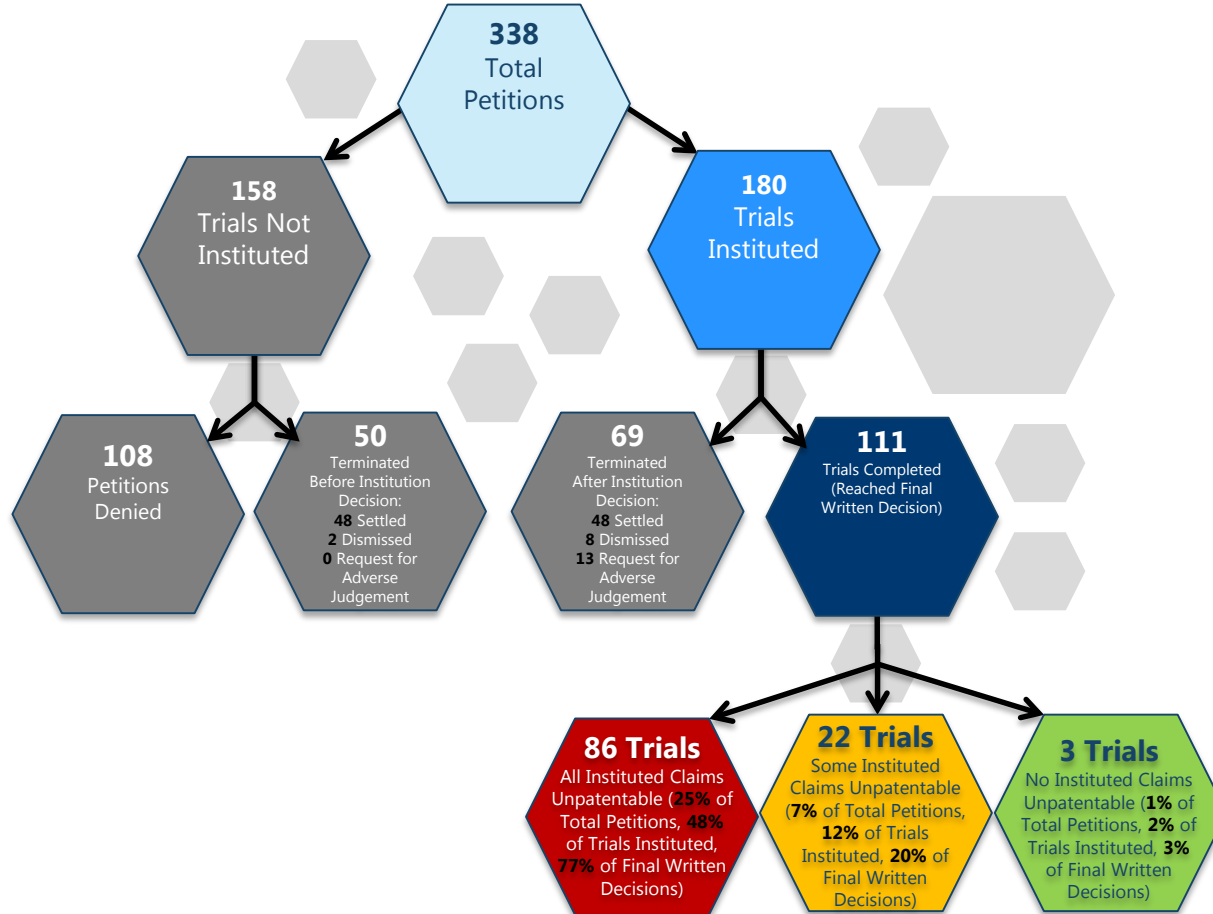 338
Total
Petitions
158
Trials Not
Instituted
180
Trials
Instituted
108
Petitions
Denied
50
Terminated
Before Institution
Decision:
48 Settled
2 Dismissed
0 Request for
Adverse
Judgement
69
Terminated
After Institution
Decision:
48 Settled
8 Dismissed
13 Request for
Adverse
Judgement
111
Trials Completed
(Reached Final
Written Decision)
86 Trials
All Instituted Claims
Unpatentable (25% of
Total Petitions, 48%
of Trials Instituted,
77% of Final Written
Decisions)
22 Trials
Some Instituted
Claims Unpatentable
(7% of Total Petitions,
12% of Trials
Instituted, 20% of
Final Written
Decisions)
3 Trials
No Instituted Claims
Unpatentable (1% of
Total Petitions, 2% of
Trials Instituted, 3%
of Final Written
Decisions)